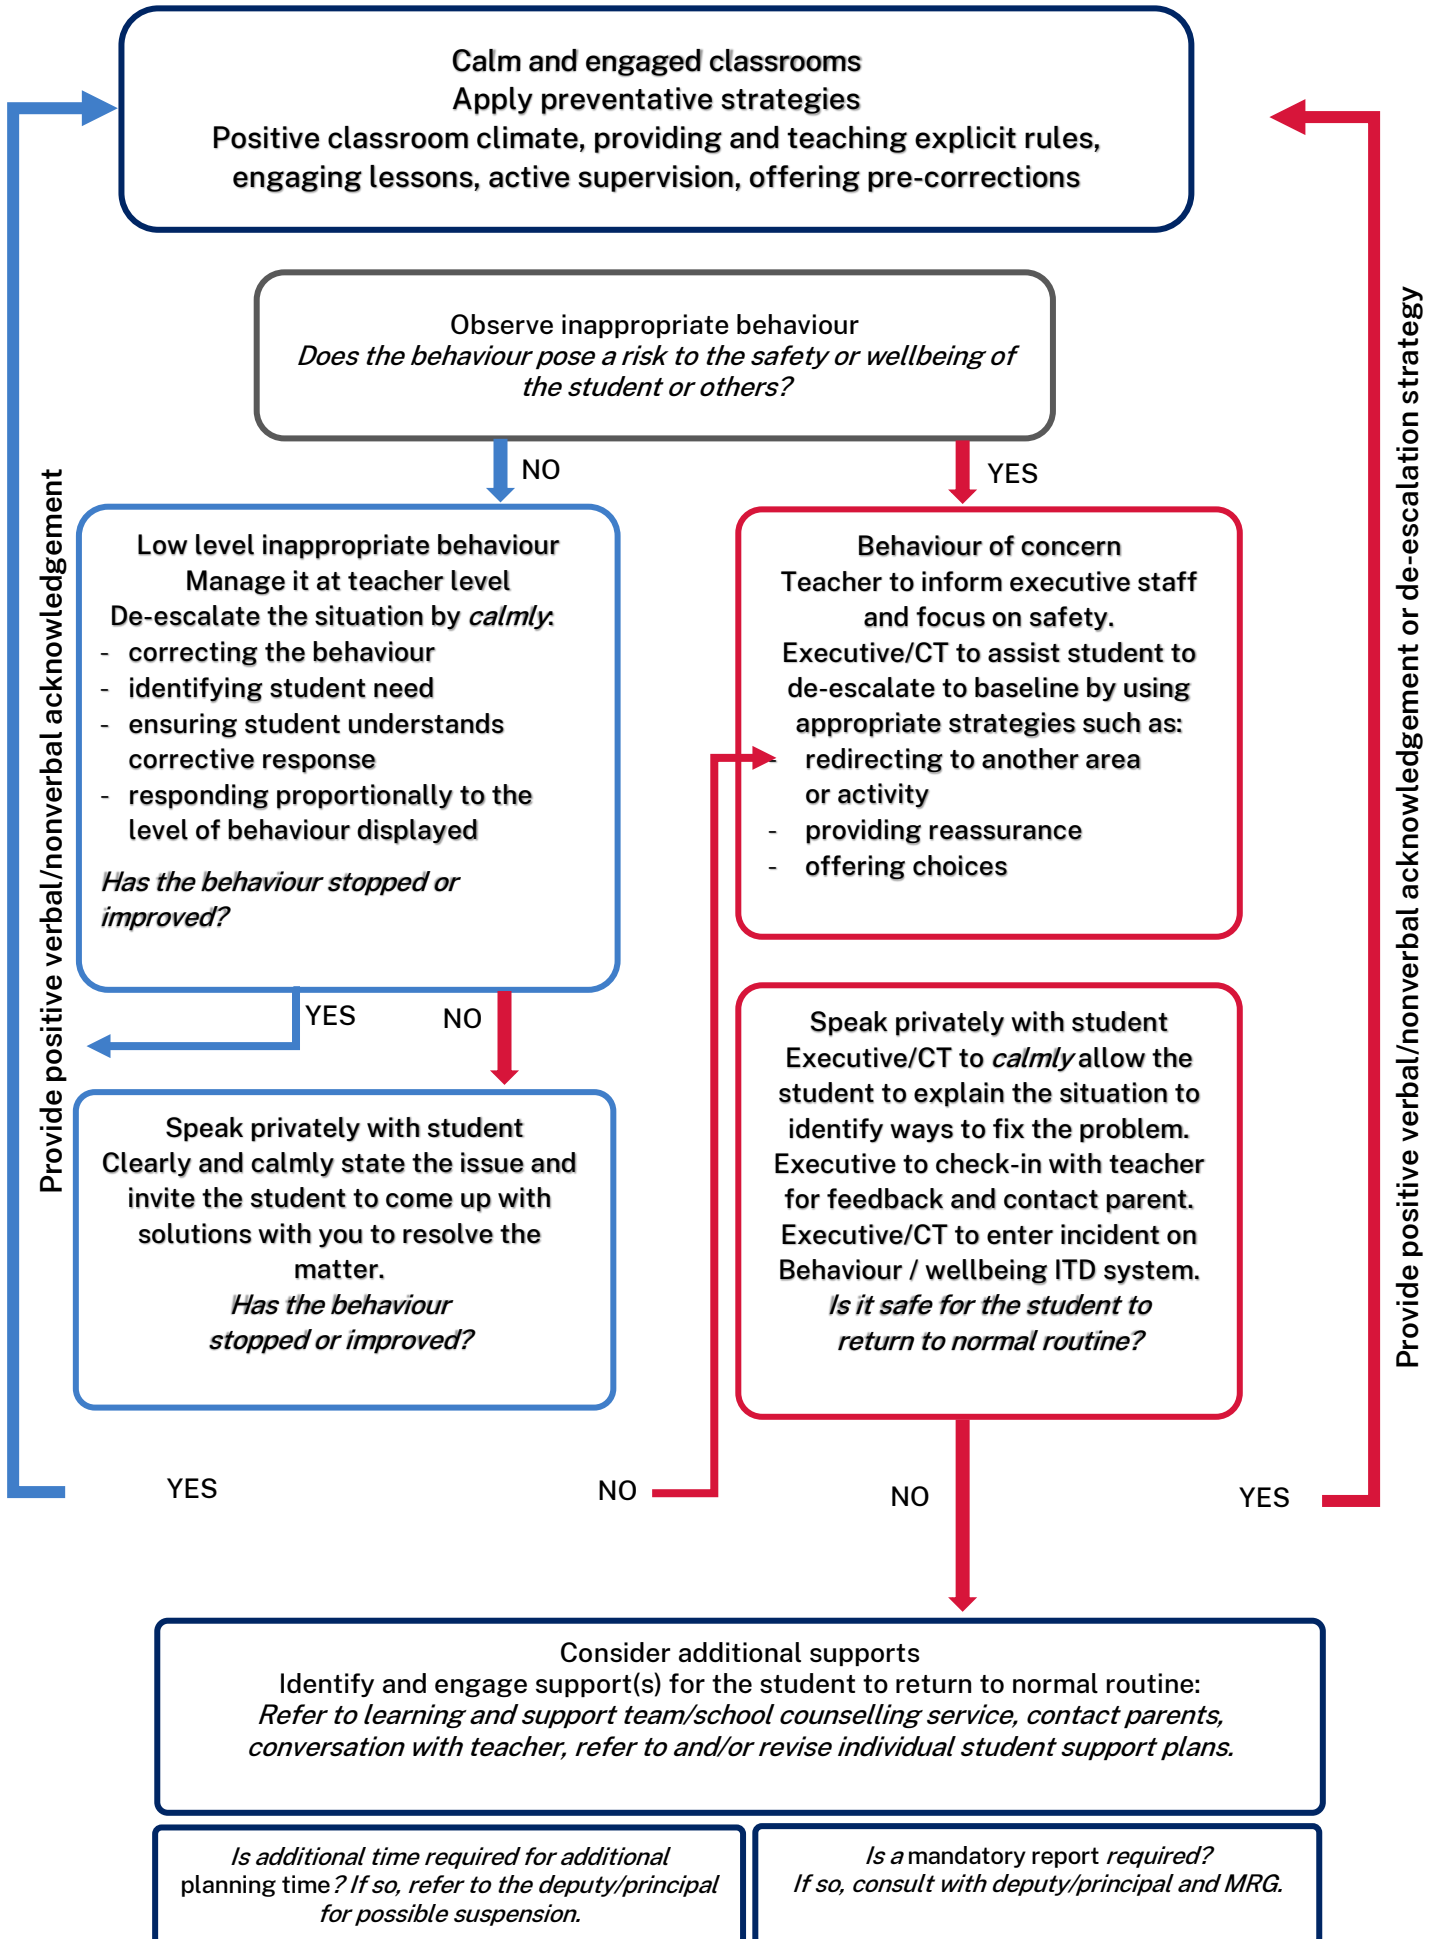 Calm and engaged classrooms
Apply preventative strategies
Positive classroom climate, providing and teaching explicit rules,
engaging lessons, active supervision, offering pre-corrections
Observe inappropriate behaviour
Does the behaviour pose a risk to the safety or wellbeing of
the student or others?
NO
YES
Low level inappropriate behaviour
Manage it at teacher level
De-escalate the situation by calmly:
- correcting the behaviour
- identifying student need
- ensuring student understands
corrective response
- responding proportionally to the
level of behaviour displayed
Has the behaviour stopped or
improved?
YES
NO
Speak privately with student
Clearly and calmly state the issue and
invite the student to come up with
solutions with you to resolve the
matter.
Has the behaviour
stopped or improved?
YES
NO
Provide positive verbal/nonverbal acknowledgement
Behaviour of concern
Teacher to inform executive staff
and focus on safety.
Executive/CT to assist student to
de-escalate to baseline by using
appropriate strategies such as:
- redirecting to another area
or activity
- providing reassurance
- offering choices
Speak privately with student
Executive/CT to calmly allow the
student to explain the situation to
identify ways to fix the problem.
Executive to check-in with teacher
for feedback and contact parent.
Executive/CT to enter incident on
Behaviour / wellbeing ITD system.
Is it safe for the student to
return to normal routine?
NO
YES
Provide positive verbal/nonverbal acknowledgement or de-escalation strategy
Consider additional supports
Identify and engage support(s) for the student to return to normal routine:
Refer to learning and support team/school counselling service, contact parents,
conversation with teacher, refer to and/or revise individual student support plans.
Is additional time required for additional
planning time? If so, refer to the deputy/principal
for possible suspension.
Is a mandatory report required?
If so, consult with deputy/principal and MRG.